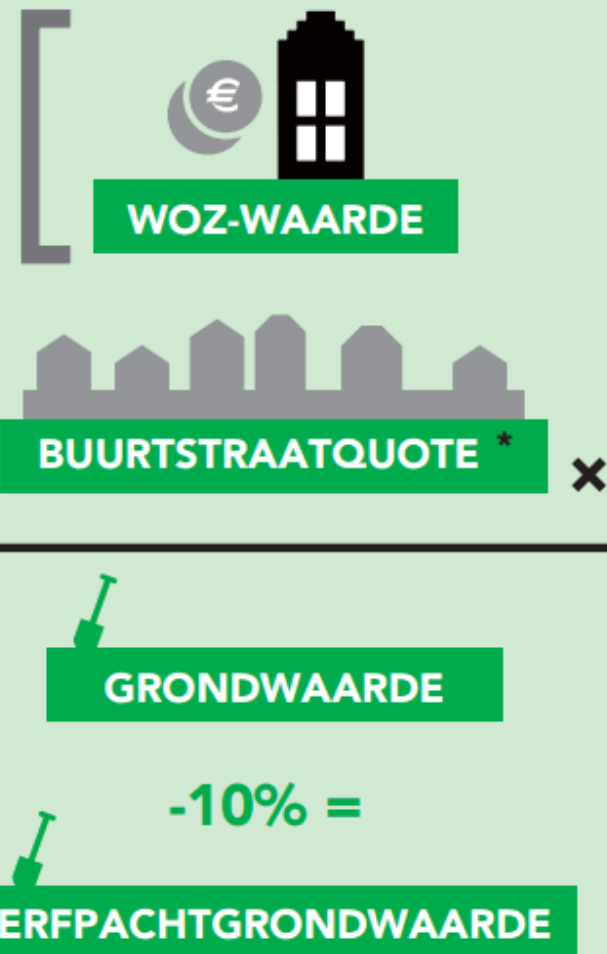 €
WOZ-WAARDE
BUURTSTRAATQUOTE *
×
GRONDWAARDE
-10% =
ERFPACHTGRONDWAARDE